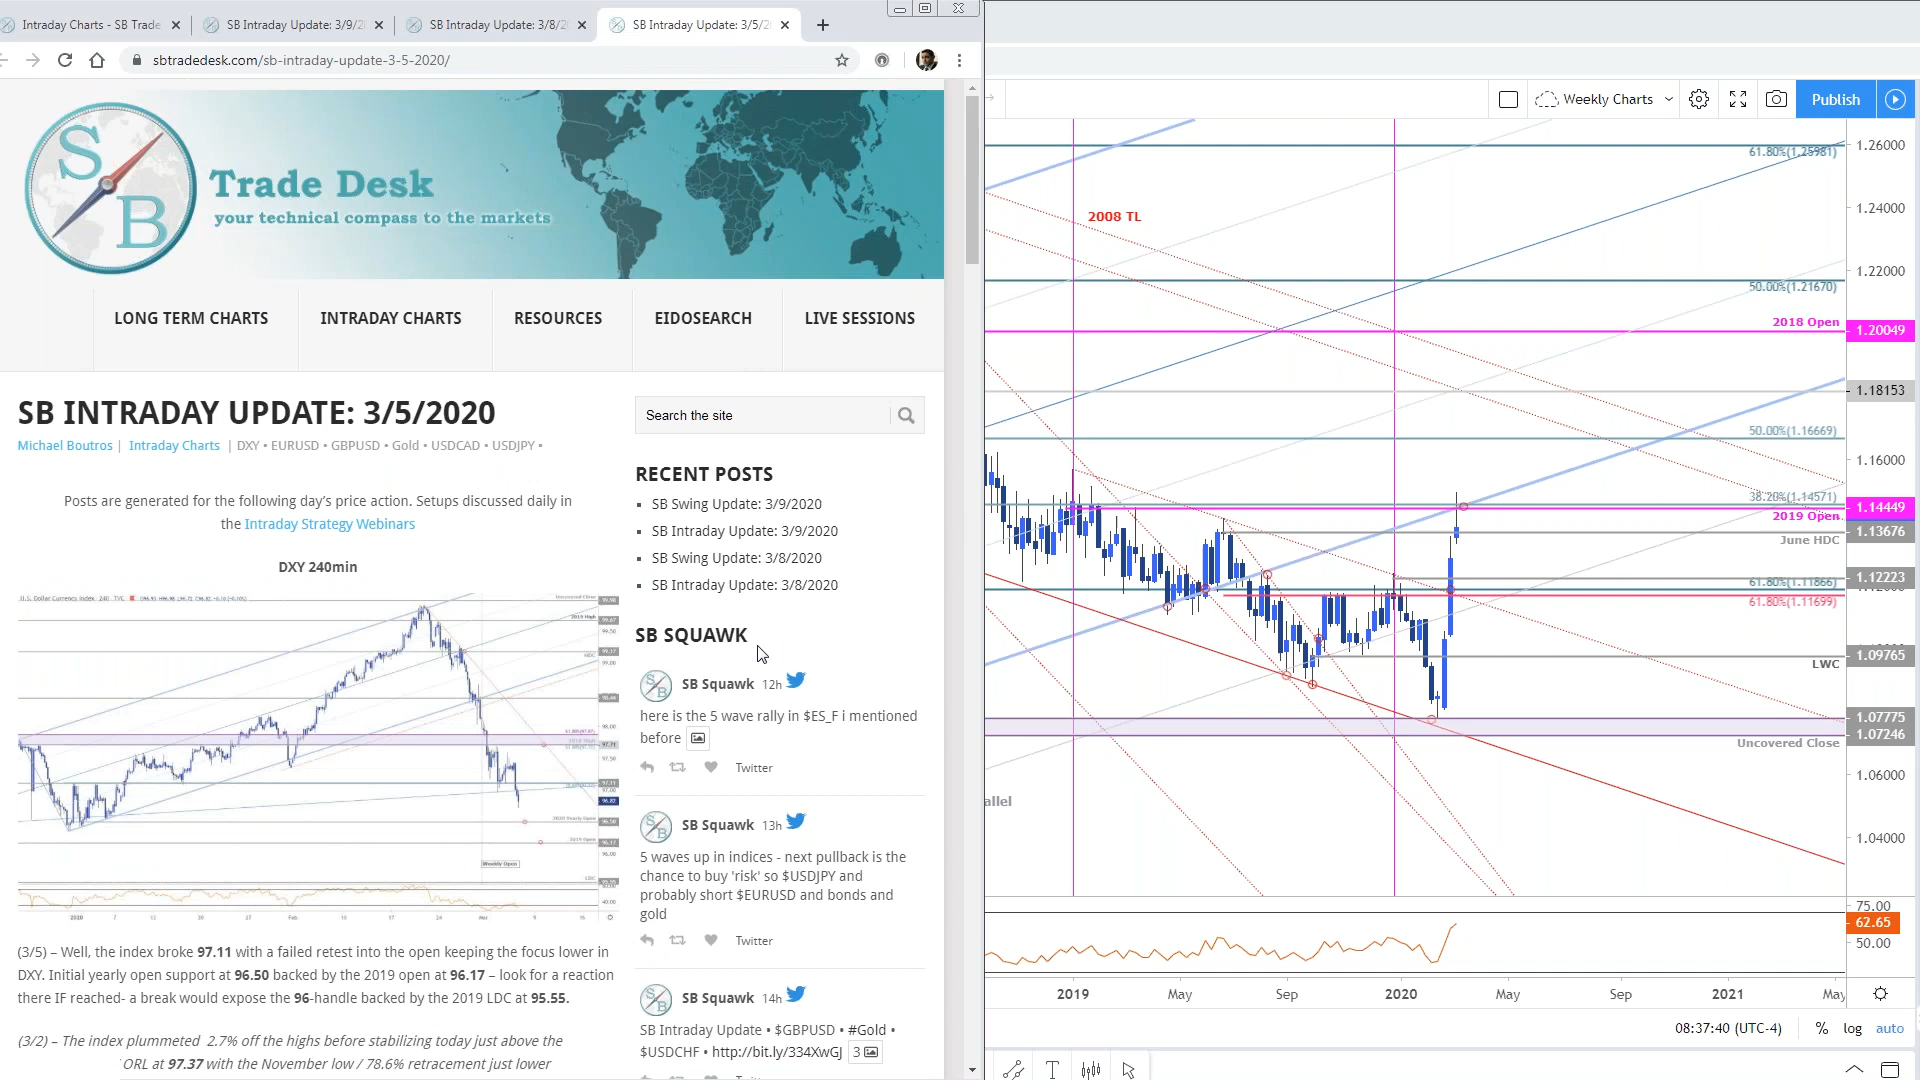 Intraday Charts - SB Trade
SB Intraday Update: 3/9/2
SB Intraday Update: 3/8/2
SB Intraday Update: 3/5/2
sbtradedesk.com/sb-intraday-update-3-5-2020/
S
B
Trade Desk
your technical compass to the markets
LONG TERM CHARTS
INTRADAY CHARTS
RESOURCES
EIDOSEARCH
LIVE SESSIONS
SB INTRADAY UPDATE: 3/5/2020
Michael Boutros | Intraday Charts | DXY • EURUSD • GBPUSD • Gold • USDCAD • USDJPY •
Posts are generated for the following day’s price action. Setups discussed daily in
the Intraday Strategy Webinars
DXY 240min
Uncovered Close
Weekly Open
(3/5) – Well, the index broke 97.11 with a failed retest into the open keeping the focus lower in
DXY. Initial yearly open support at 96.50 backed by the 2019 open at 96.17 – look for a reaction
there IF reached- a break would expose the 96-handle backed by the 2019 LDC at 95.55.
(3/2) – The index plummeted 2.7% off the highs before stabilizing today just above the
ORL at 97.37 with the November low / 78.6% retracement just lower
Search the site
RECENT POSTS
SB Swing Update: 3/9/2020
SB Intraday Update: 3/9/2020
SB Swing Update: 3/8/2020
SB Intraday Update: 3/8/2020
SB SQUAWK
SB Squawk 12h
here is the 5 wave rally in $ES_F i mentioned
before
Twitter
SB Squawk 13h
5 waves up in indices - next pullback is the
chance to buy 'risk' so $USDJPY and
probably short $EURUSD and bonds and
gold
Twitter
SB Squawk 14h
SB Intraday Update • $GBPUSD • #Gold •
$USDCHF • http://bit.ly/334XwGJ 3
Weekly Charts
Publish
2008 TL
61.80%(1.25981)
1.26000
1.24000
1.22000
50.00%(1.21670)
2018 Open
1.20049
1.18153
50.00%(1.16669)
1.16000
38.20%(1.14571)
1.14449
2019 Open
1.13676
June HDC
1.12223
61.80%(1.11866)
61.80%(1.11699)
1.09765
LWC
1.07775
1.07246
Uncovered Close
1.06000
allel
1.04000
75.00
62.65
50.00
2019
May
Sep
2020
May
Sep
2021
May
08:37:40 (UTC-4)
%
log
auto
T